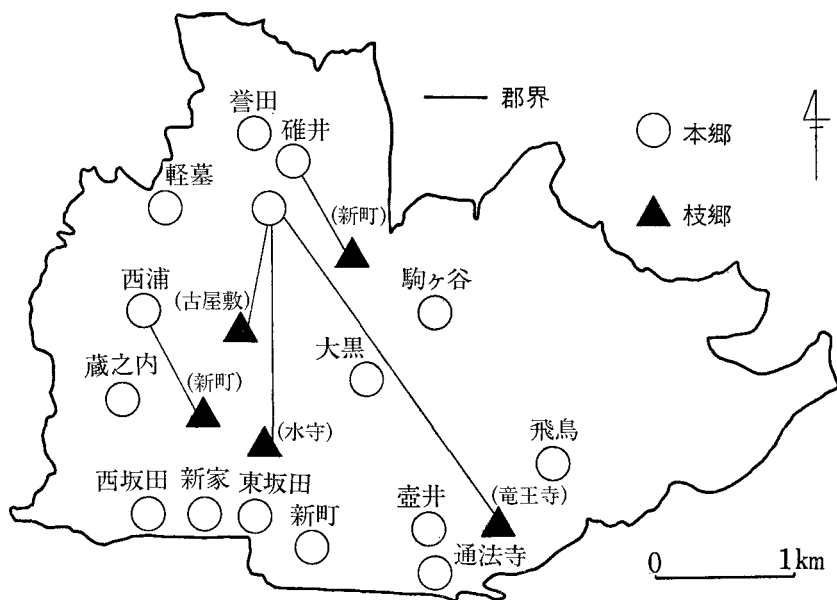 誉田
碓井
郡界
本郷
軽墓
(新町)
枝郷
西浦
(古屋敷)
駒ヶ谷
大黒
蔵之内
(新町)
(水守)
飛鳥
西坂田
新家
東坂田
新町
壺井
(竜王寺)
通法寺
0 1km